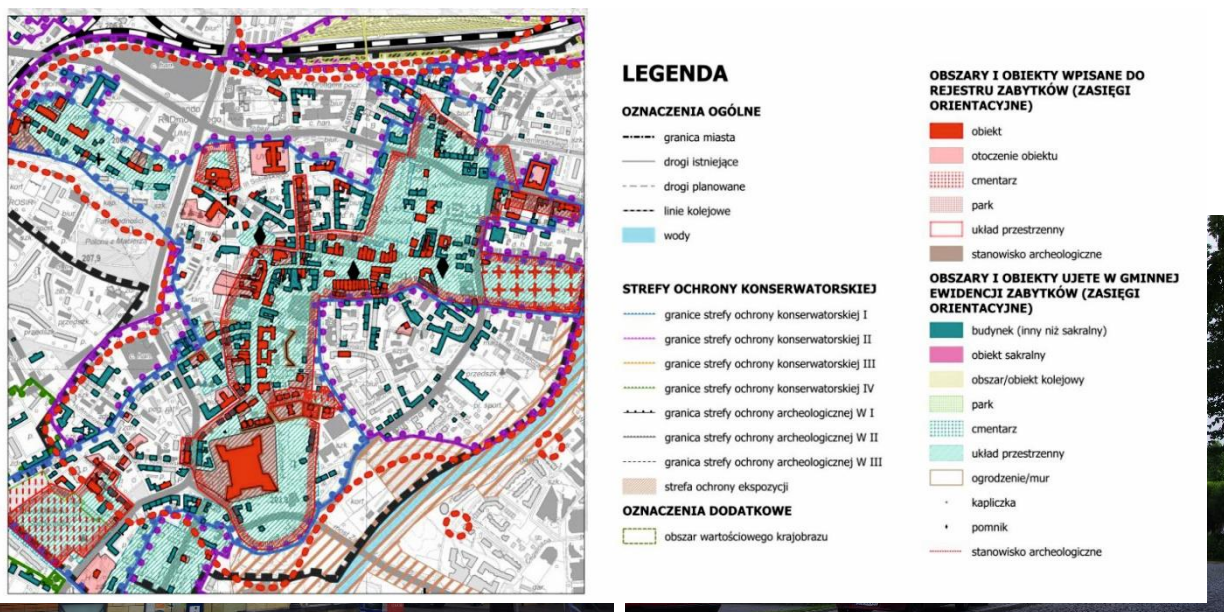 LEGENDA
OZNACZENIA OGÓLNE
granica miasta
drogi istniejące
drogi planowane
linie kolejowe
wody
STREFY OCHRONY KONSERWATORSKIEJ
granice strefy ochrony konserwatorskiej I
granice strefy ochrony konserwatorskiej II
granice strefy ochrony konserwatorskiej III
granice strefy ochrony konserwatorskiej IV
granica strefy ochrony archeologicznej W I
granica strefy ochrony archeologicznej W II
granica strefy ochrony archeologicznej W III
strefa ochrony ekspozycji
OZNACZENIA DODATKOWE
obszar wartościowego krajobrazu
OBSZARY I OBIEKTY WPISANE DO
REJESTRU ZABYTKÓW (ZASIĘGI
ORIENTACYJNE)
obiekt
otoczenie obiektu
cmentarz
park
układ przestrzenny
stanowisko archeologiczne
OBSZARY I OBIEKTY UJETE W GMINNEJ
EWIDENCJI ZABYTKÓW (ZASIĘGI
ORIENTACYJNE)
budynek (inny niż sakralny)
obiekt sakralny
obszar/obiekt kolejowy
park
cmentarz
układ przestrzenny
ogrodzenie/mur
kapliczka
pomnik
stanowisko archeologiczne